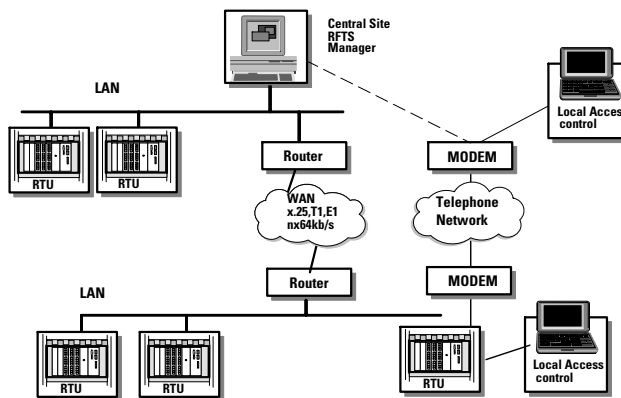 Central Site
RFTS
Manager
LAN
Local Access
control
RTU
RTU
Router
MODEM
WAN
x.25,T1,E1
nx64kb/s
Telephone
Network
Router
MODEM
LAN
RTU
RTU
RTU
Local Access
control